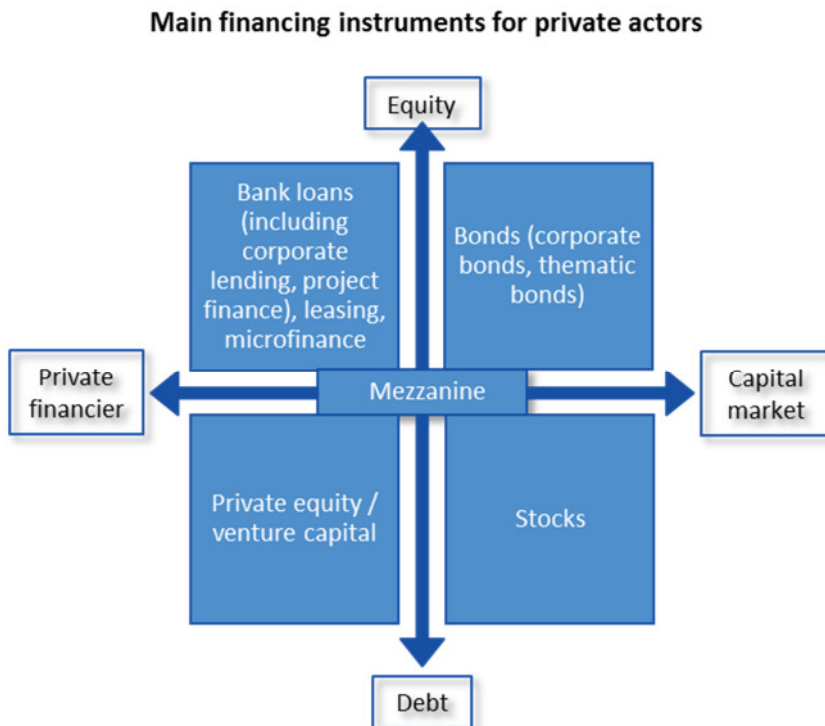 Main financing instruments for private actors
Equity
Bank loans
(including
corporate
lending, project
finance), leasing,
microfinance
Bonds (corporate
bonds, thematic
bonds)
Private
financier
Mezzanine
Capital
market
Private equity /
venture capital
Stocks
Debt